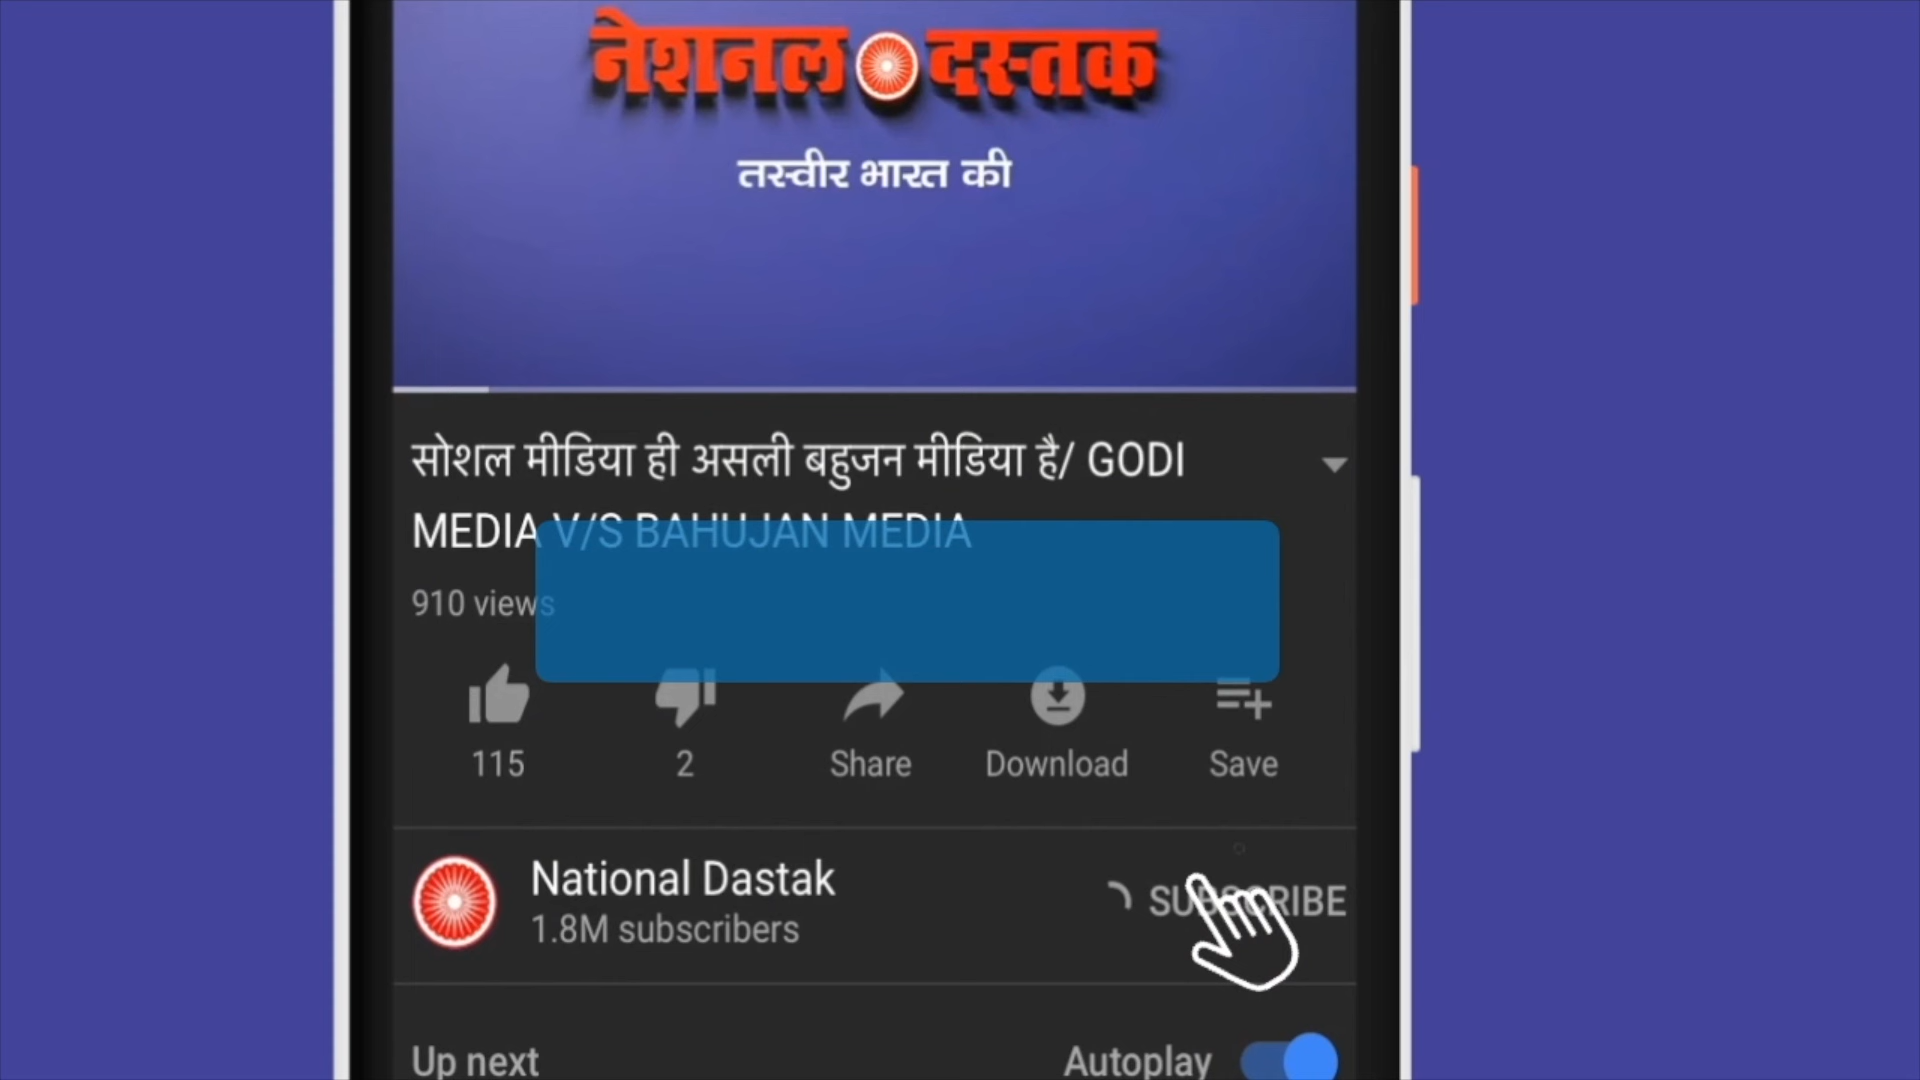 नेशनल दस्तक
तस्वीर भारत की
सोशल मीडिया ही असली बहुजन मीडिया है/ GODI
MEDIA V/S BAHUJAN MEDIA
910 views
115
2
Share
Download
Save
National Dastak
SUBSCRIBE
1.8M subscribers
Up next
Autoplay